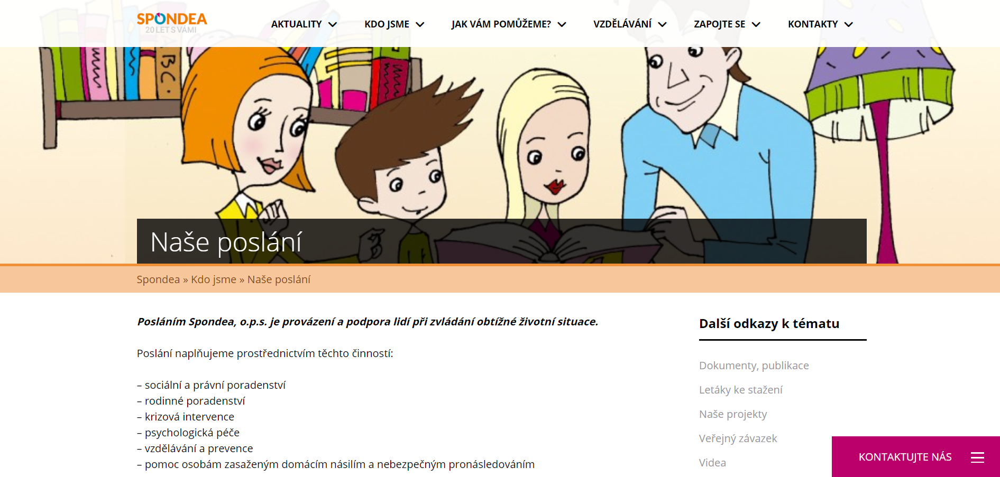 SPONDEA
20 LET S VÁMI
AKTUALITY
KDO JSME
JAK VÁM POMŮŽEME?
VZDĚLÁVÁNÍ
ZAPOJTE SE
KONTAKTY
BC.
Naše poslání
Spondea » Kdo jsme » Naše poslání
Posláním Spondea, o.p.s. je provázení a podpora lidí při zvládání obtížné životní situace.
Poslání naplňujeme prostřednictvím těchto činností:
– sociální a právní poradenství
– rodinné poradenství
– krizová intervence
– psychologická péče
– vzdělávání a prevence
– pomoc osobám zasaženým domácím násilím a nebezpečným pronásledováním
Další odkazy k tématu
Dokumenty, publikace
Letáky ke stažení
Naše projekty
Veřejný závazek
Videa
KONTAKTUJTE NÁS